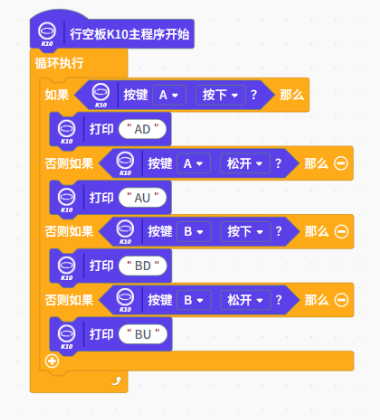 K10 行空板K10主程序开始
循环执行
如果 K10 按键 A 按下 ? 那么
K10 打印 "AD"
否则如果 K10 按键 A 松开 ? 那么
K10 打印 "AU"
否则如果 K10 按键 B 按下 ? 那么
K10 打印 "BD"
否则如果 K10 按键 B 松开 ? 那么
K10 打印 "BU"